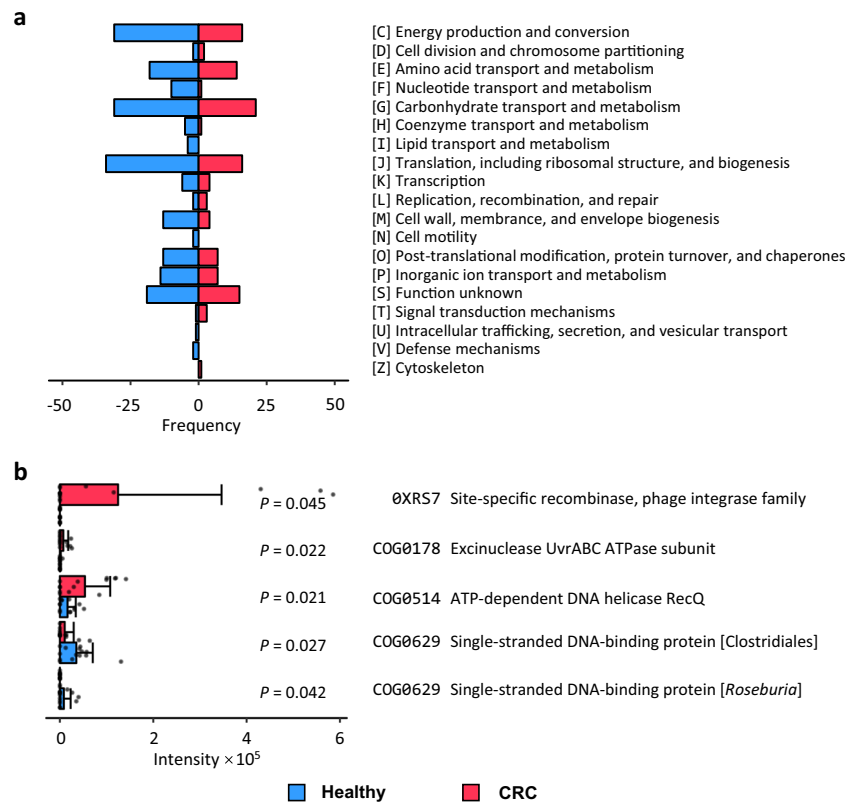 a
[C] Energy production and conversion
[D] Cell division and chromosome partitioning
[E] Amino acid transport and metabolism
[F] Nucleotide transport and metabolism
[G] Carbonhydrate transport and metabolism
[H] Coenzyme transport and metabolism
[I] Lipid transport and metabolism
[J] Translation, including ribosomal structure, and biogenesis
[K] Transcription
[L] Replication, recombination, and repair
[M] Cell wall, membrance, and envelope biogenesis
[N] Cell motility
[O] Post-translational modification, protein turnover, and chaperones
[P] Inorganic ion transport and metabolism
[S] Function unknown
[T] Signal transduction mechanisms
[U] Intracellular trafficking, secretion, and vesicular transport
[V] Defense mechanisms
[Z] Cytoskeleton
-50 -25 0 25 50
Frequency
b
P = 0.045 0XRS7 Site-specific recombinase, phage integrase family
P = 0.022 COG0178 Excinuclease UvrABC ATPase subunit
P = 0.021 COG0514 ATP-dependent DNA helicase RecQ
P = 0.027 COG0629 Single-stranded DNA-binding protein [Clostridiales]
P = 0.042 COG0629 Single-stranded DNA-binding protein [Roseburia]
0 2 4 6
Intensity ×10⁵
Healthy CRC